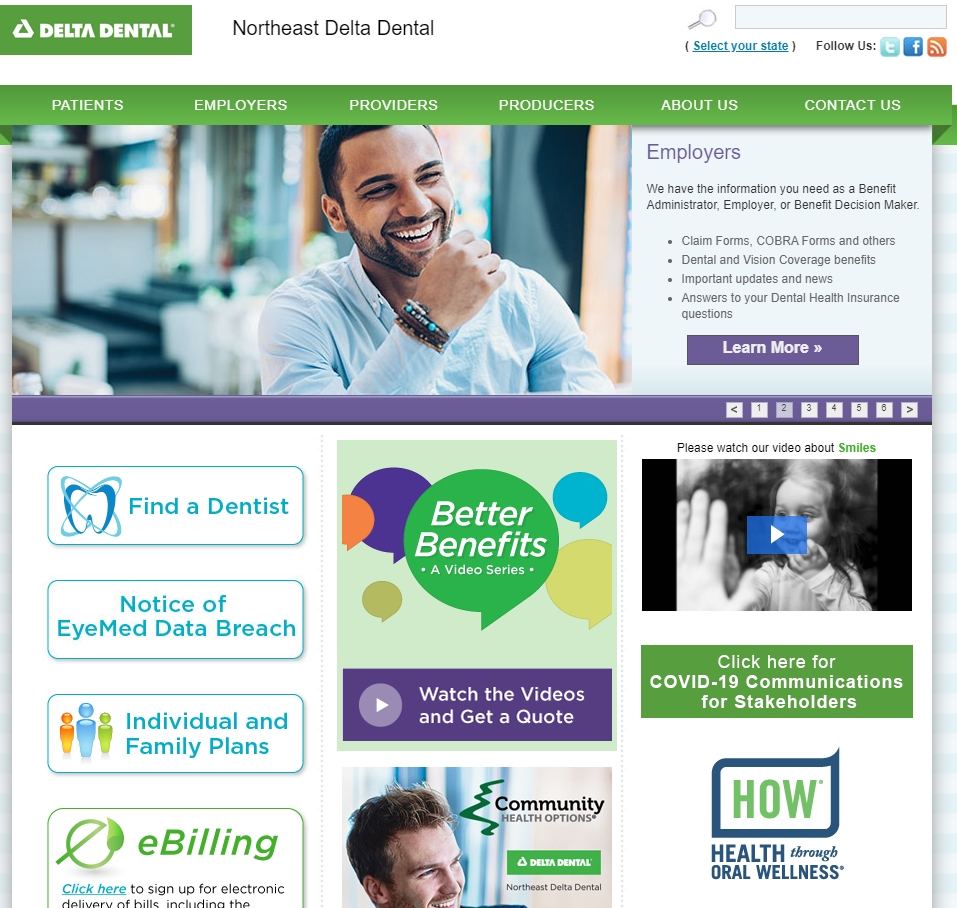 DELTA DENTAL®
Northeast Delta Dental
( Select your state )
Follow Us:
PATIENTS
EMPLOYERS
PROVIDERS
PRODUCERS
ABOUT US
CONTACT US
Employers
We have the information you need as a Benefit
Administrator, Employer, or Benefit Decision Maker.
Claim Forms, COBRA Forms and others
Dental and Vision Coverage benefits
Important updates and news
Answers to your Dental Health Insurance
questions
Learn More »
< 1 2 3 4 5 6 >
Find a Dentist
Notice of
EyeMed Data Breach
Individual and
Family Plans
eBilling
Click here to sign up for electronic
delivery of bills, including the
Better
Benefits
• A Video Series •
Watch the Videos
and Get a Quote
Community
HEALTH OPTIONS®
DELTA DENTAL®
Northeast Delta Dental
Please watch our video about Smiles
Click here for
COVID-19 Communications
for Stakeholders
HOW®
HEALTH through
ORAL WELLNESS®